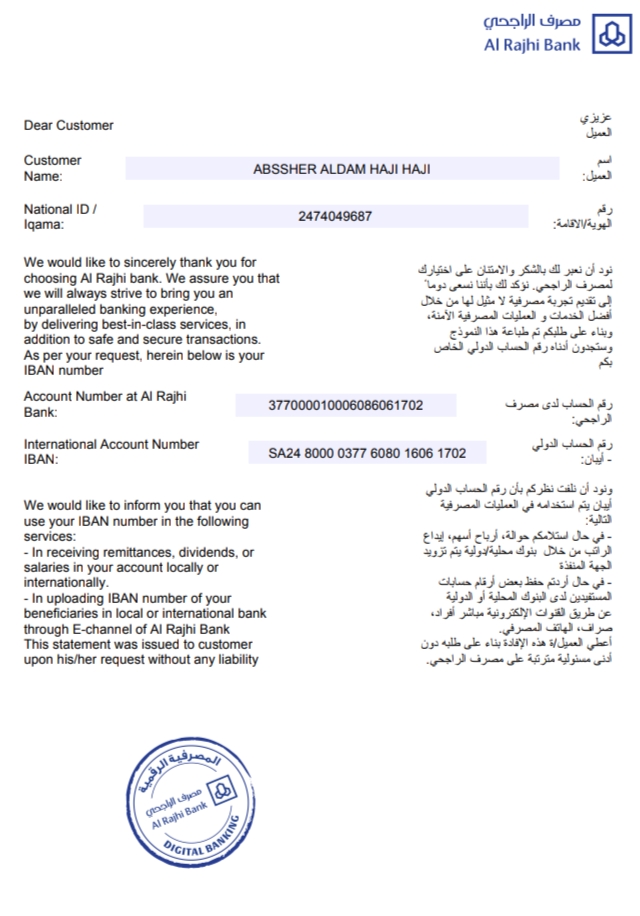 مصرف الراجحي
Al Rajhi Bank
Dear Customer
عزيزي
العميل
Customer
Name:
ABSSHER ALDAM HAJI HAJI
اسم
العميل:
National ID /
Iqama:
2474049687
رقم
الهوية/الاقامة:
We would like to sincerely thank you for
choosing Al Rajhi bank. We assure you that
we will always strive to bring you an
unparalleled banking experience,
by delivering best-in-class services, in
addition to safe and secure transactions.
As per your request, herein below is your
IBAN number
نود أن نعبر لك بالشكر والامتنان على اختيارك
لمصرف الراجحي. نؤكد لك بأننا نسعى دوما"
إلى تقديم تجربة مصرفية لا مثيل لها من خلال
أفضل الخدمات و العمليات المصرفية الآمنة،
وبناء على طلبكم تم طباعة هذا النموذج
وستجدون أدناه رقم الحساب الدولي الخاص
بكم
Account Number at Al Rajhi
Bank:
377000010006086061702
رقم الحساب لدى مصرف
الراجحي:
International Account Number
IBAN:
SA24 8000 0377 6080 1606 1702
رقم الحساب الدولي
- أيبان:
We would like to inform you that you can
use your IBAN number in the following
services:
- In receiving remittances, dividends, or
salaries in your account locally or
internationally.
- In uploading IBAN number of your
beneficiaries in local or international bank
through E-channel of Al Rajhi Bank
This statement was issued to customer
upon his/her request without any liability
ونود أن نلفت نظركم بأن رقم الحساب الدولي
أيبان يتم استخدامه في العمليات المصرفية
التالية:
- في حال استلامكم حوالة، أرباح أسهم، إيداع
الراتب من خلال بنوك محلية/دولية يتم تزويد
الجهة المنفذة
- في حال أردتم حفظ بعض أرقام حسابات
المستفيدين لدى البنوك المحلية أو الدولية
عن طريق القنوات الإلكترونية مباشر أفراد،
صراف، الهاتف المصرفي.
أعطي العميل/ة هذه الإفادة بناء على طلبه دون
أدنى مسئولية مترتبة على مصرف الراجحي.
المصرفية الرقمية
مصرف الراجحي
Al Rajhi Bank
DIGITAL BANKING